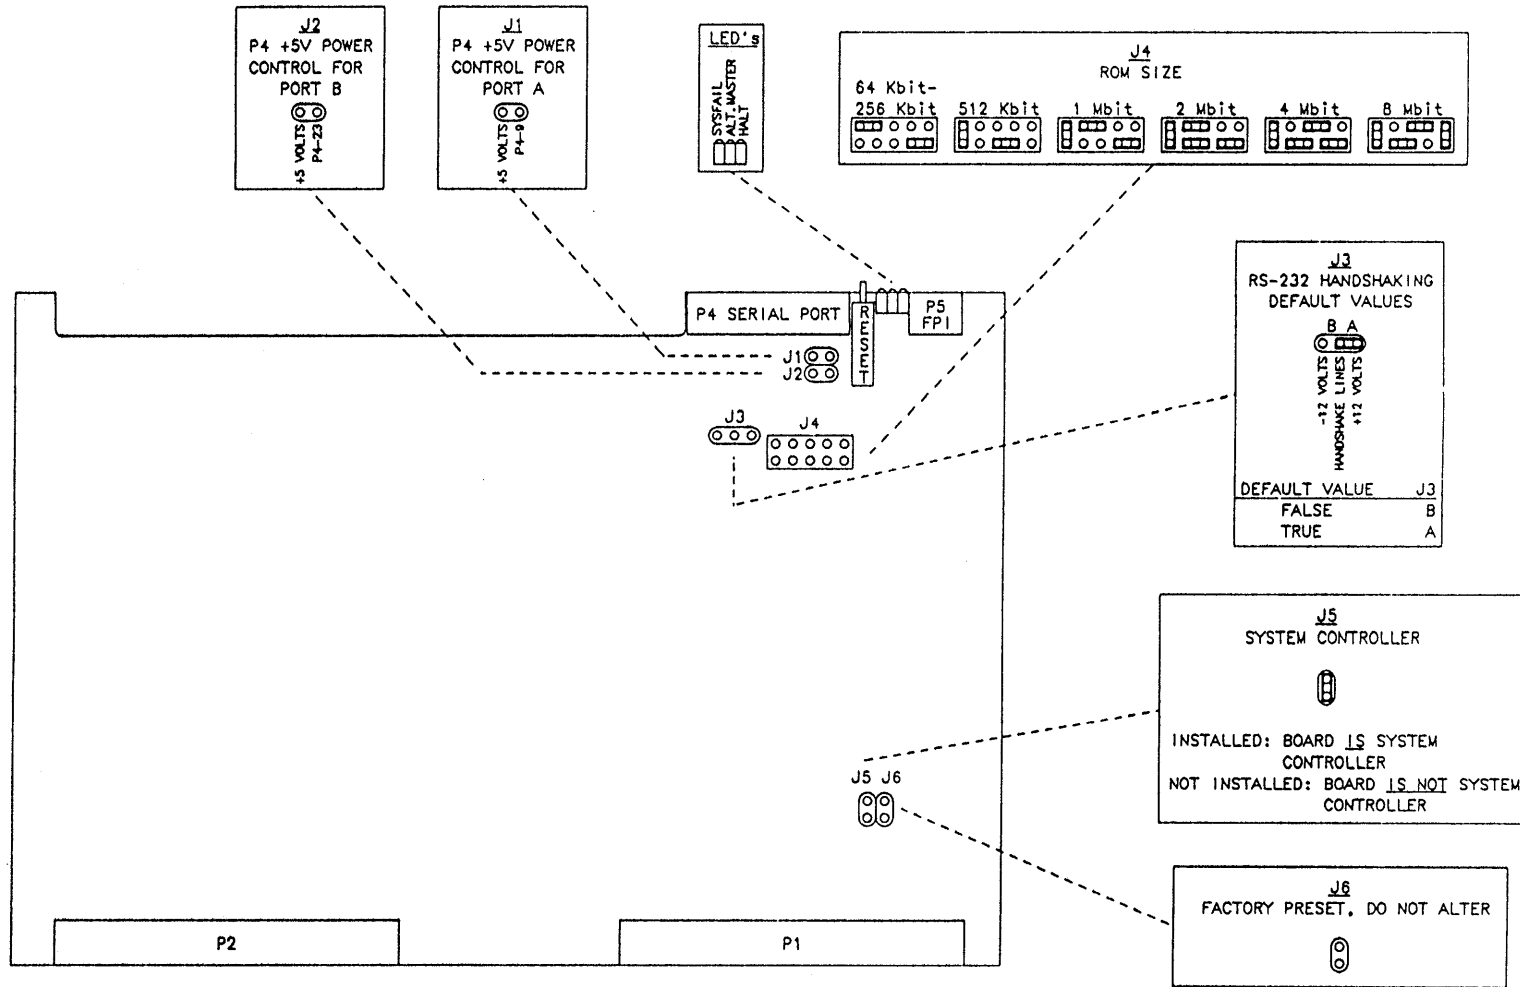 J2
P4 +5V POWER
CONTROL FOR
PORT B
+5 VOLTS
P4-23
J1
P4 +5V POWER
CONTROL FOR
PORT A
+5 VOLTS
P4-9
LED's
SYSFAIL
ALT.MASTER
HALT
J4
ROM SIZE
64 Kbit-
256 Kbit 512 Kbit 1 Mbit 2 Mbit 4 Mbit 8 Mbit
J3
RS-232 HANDSHAKING
DEFAULT VALUES
B A
-12 VOLTS
HANDSHAKE LINES
+12 VOLTS
DEFAULT VALUE J3
FALSE B
TRUE A
P4 SERIAL PORT
RESET
P5
FPI
J1
J2
J3
J4
J5
SYSTEM CONTROLLER
INSTALLED: BOARD IS SYSTEM
CONTROLLER
NOT INSTALLED: BOARD IS NOT SYSTEM
CONTROLLER
J5 J6
J6
FACTORY PRESET, DO NOT ALTER
P2
P1